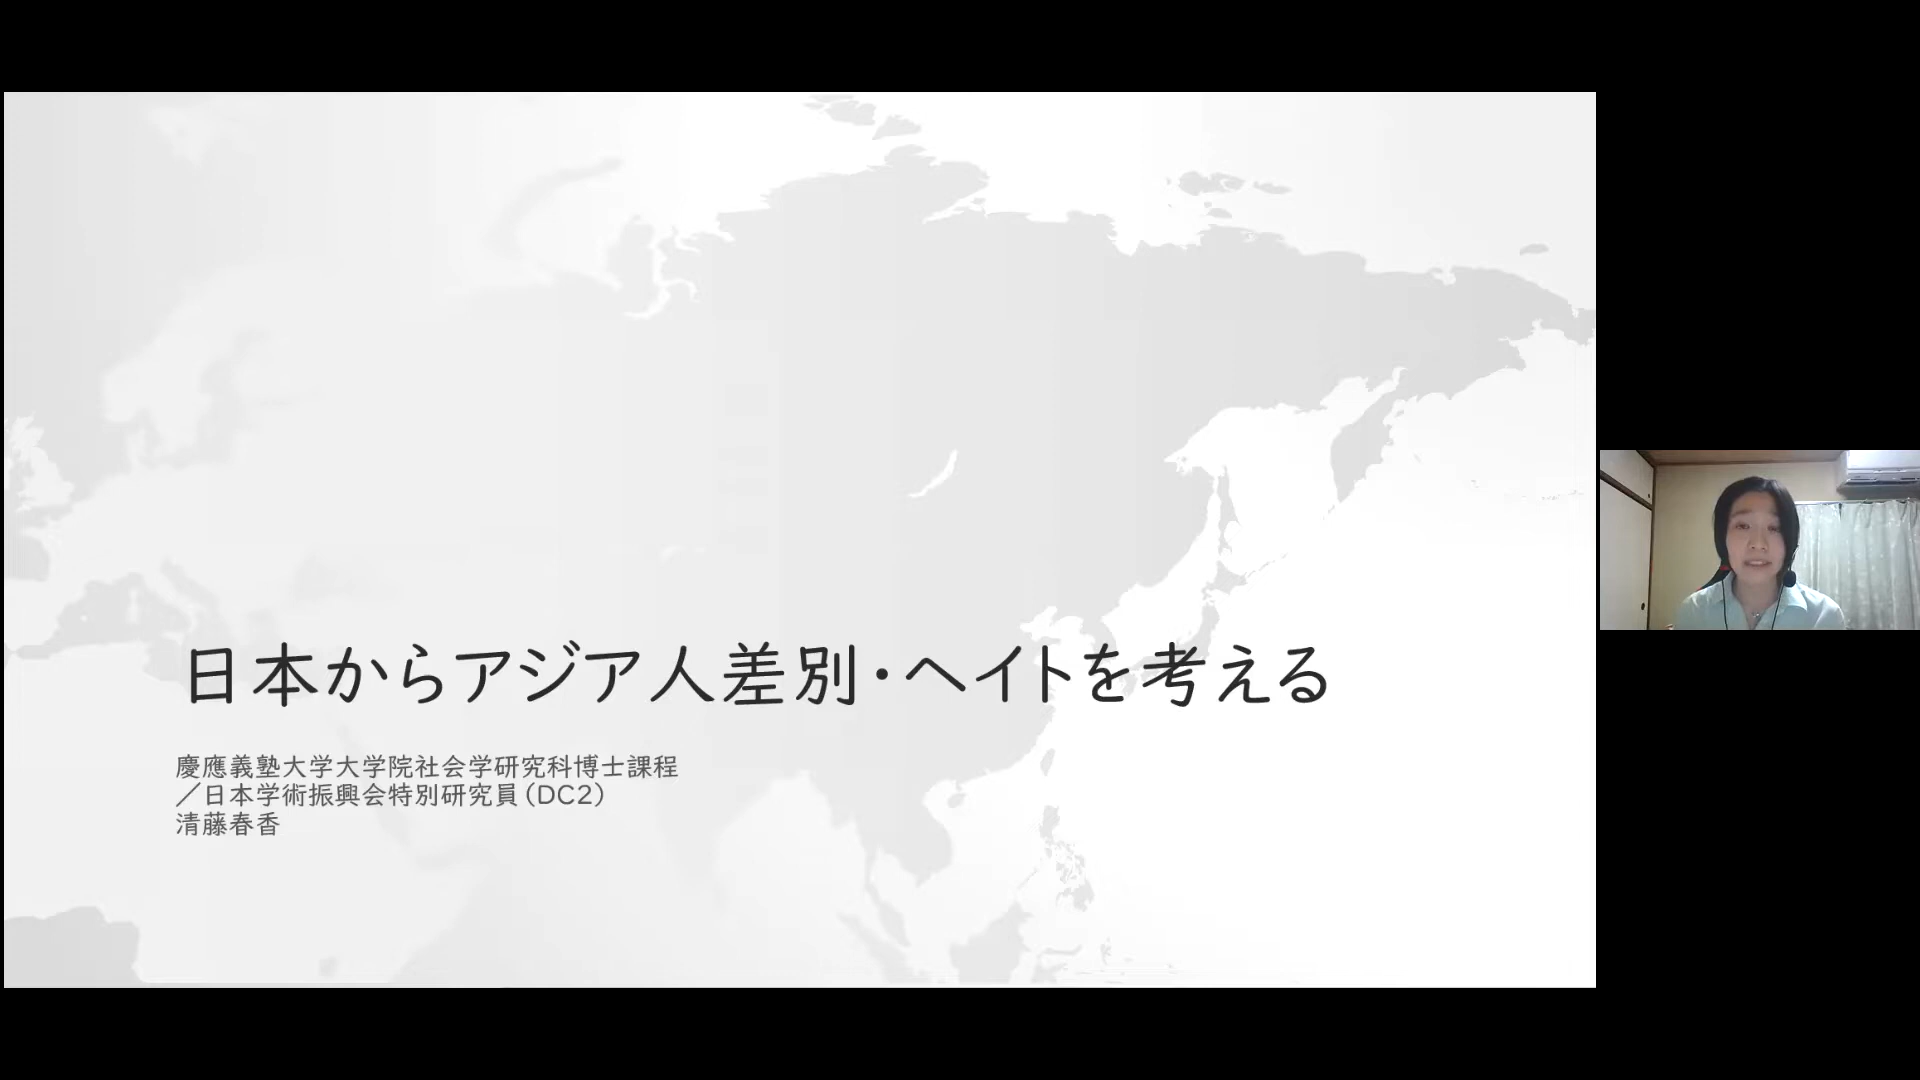 日本からアジア人差別・ヘイトを考える
慶應義塾大学大学院社会学研究科博士課程
／日本学術振興会特別研究員（DC2）
清藤春香